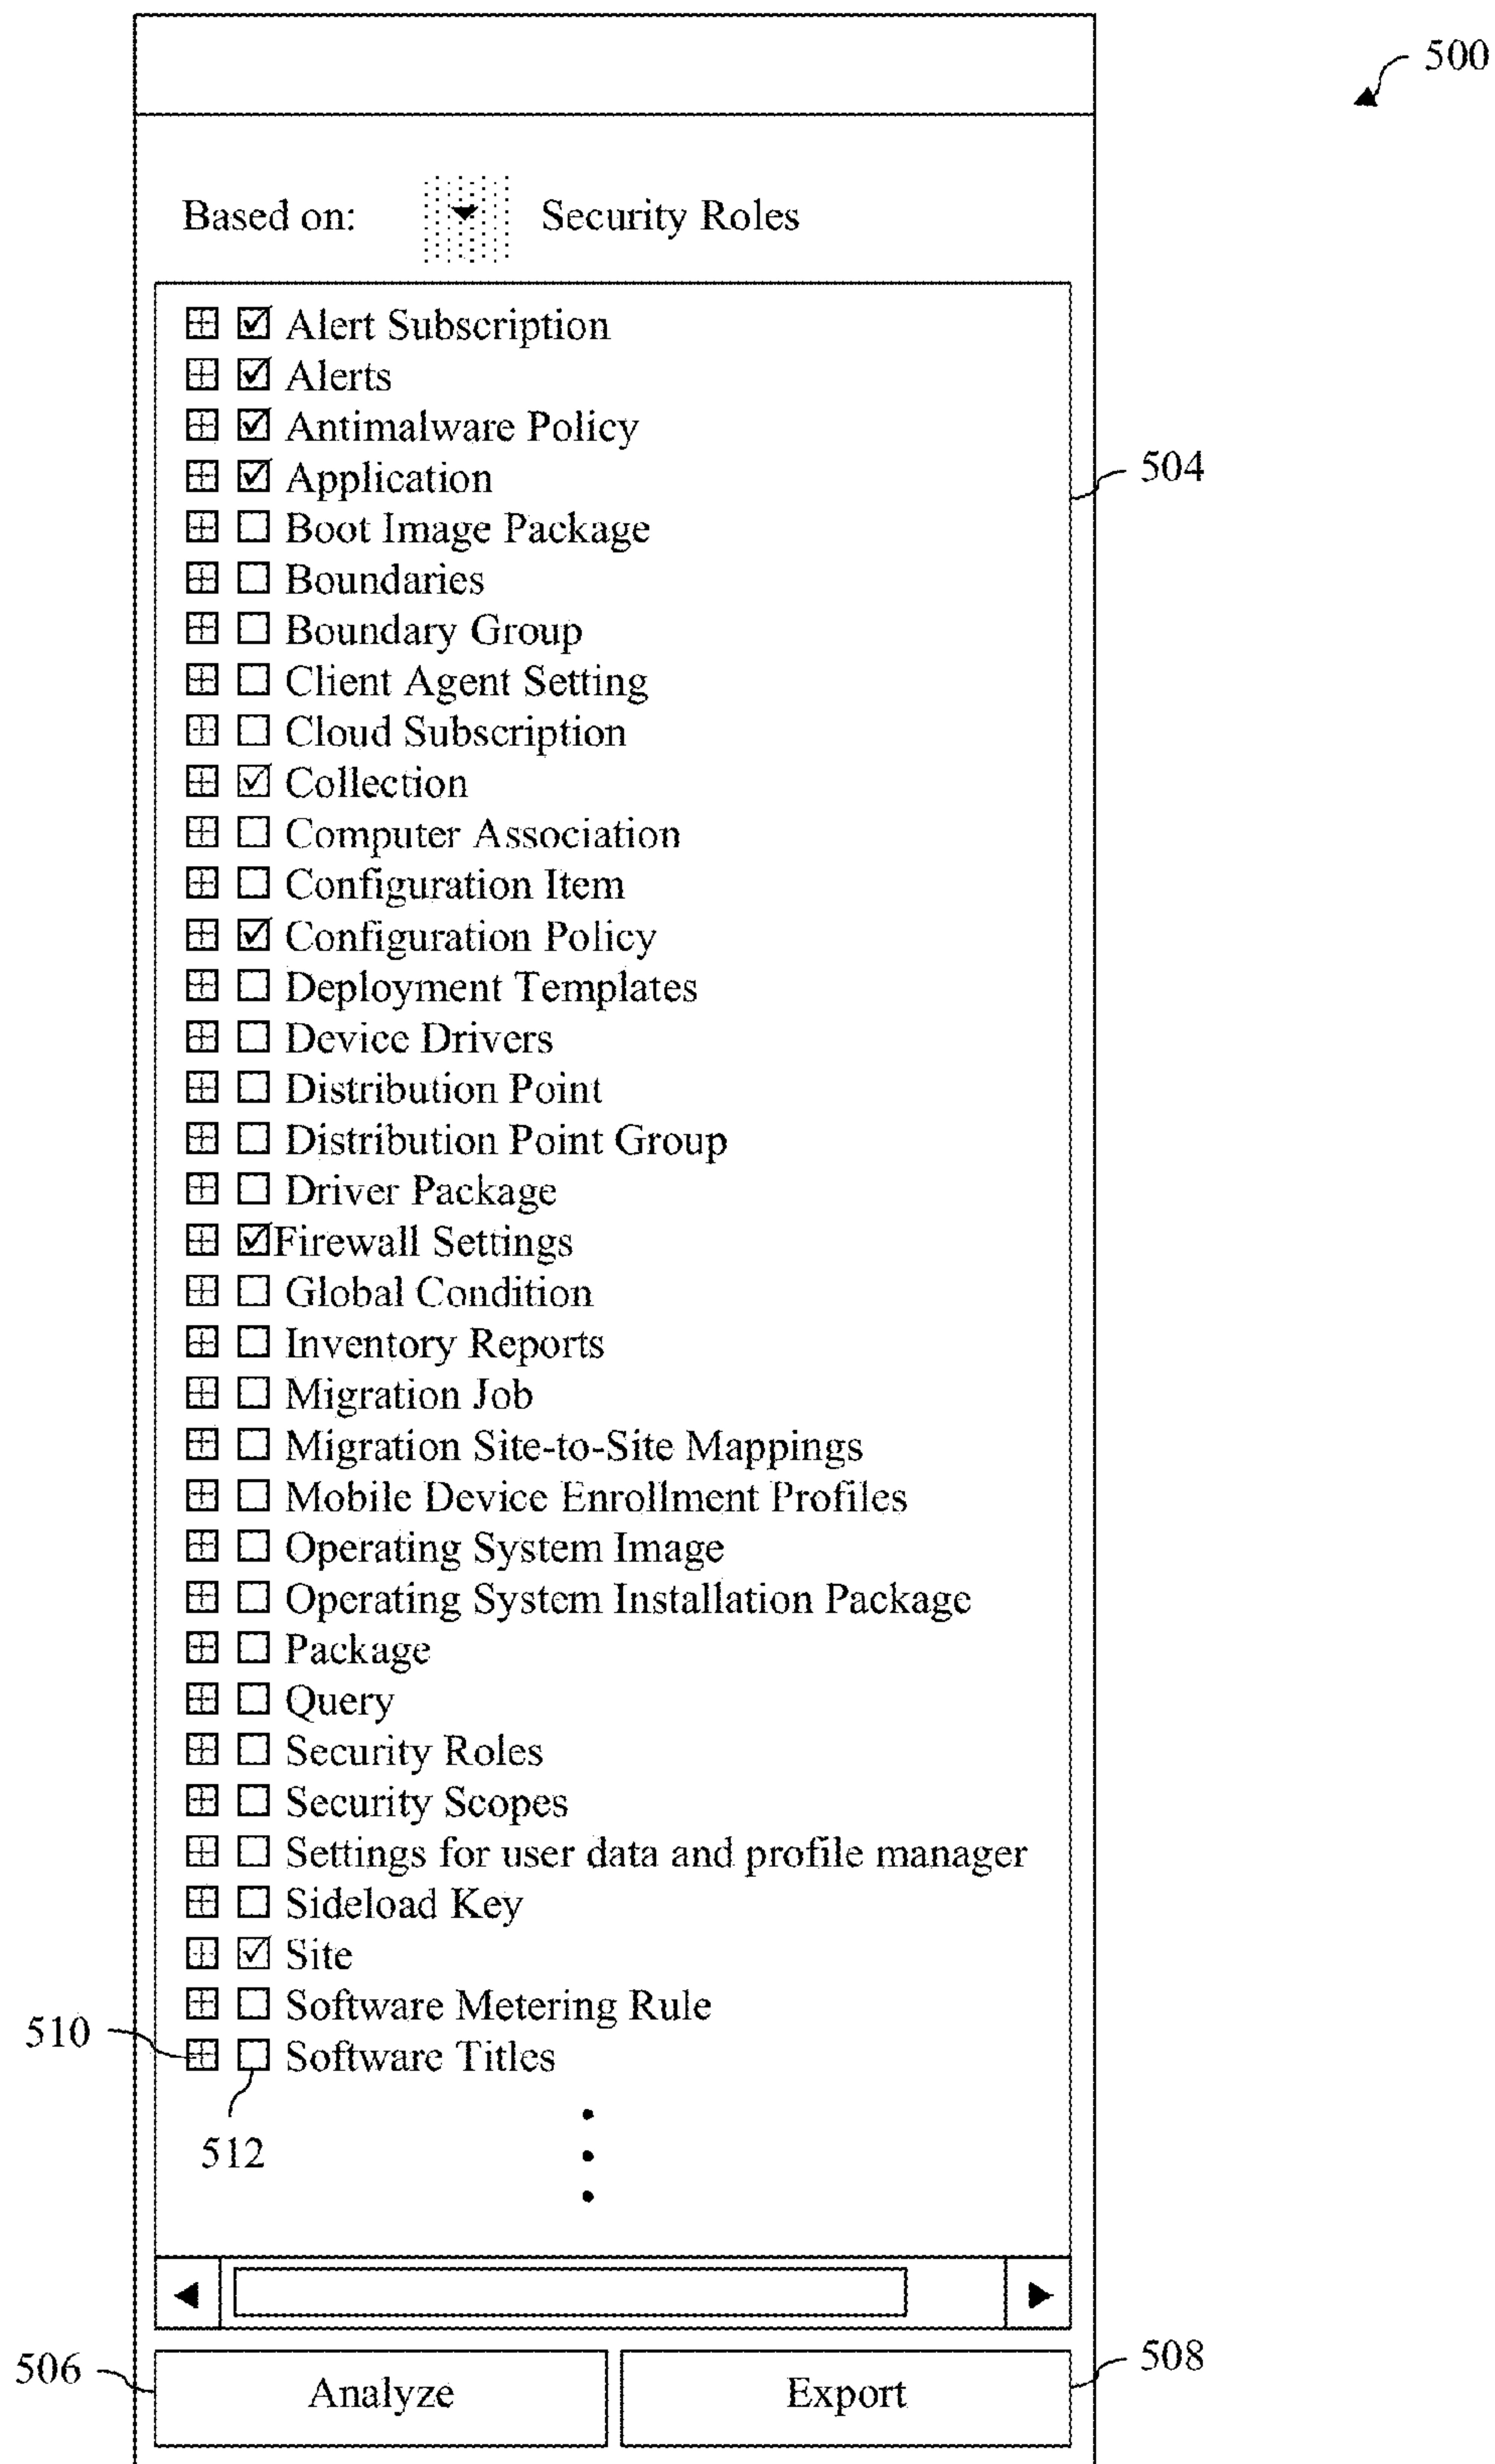 500
Based on: Security Roles
Alert Subscription
Alerts
Antimalware Policy
Application
504
Boot Image Package
Boundaries
Boundary Group
Client Agent Setting
Cloud Subscription
Collection
Computer Association
Configuration Item
Configuration Policy
Deployment Templates
Device Drivers
Distribution Point
Distribution Point Group
Driver Package
Firewall Settings
Global Condition
Inventory Reports
Migration Job
Migration Site-to-Site Mappings
Mobile Device Enrollment Profiles
Operating System Image
Operating System Installation Package
Package
Query
Security Roles
Security Scopes
Settings for user data and profile manager
Sideload Key
Site
Software Metering Rule
510
Software Titles
512
506
Analyze
Export
508